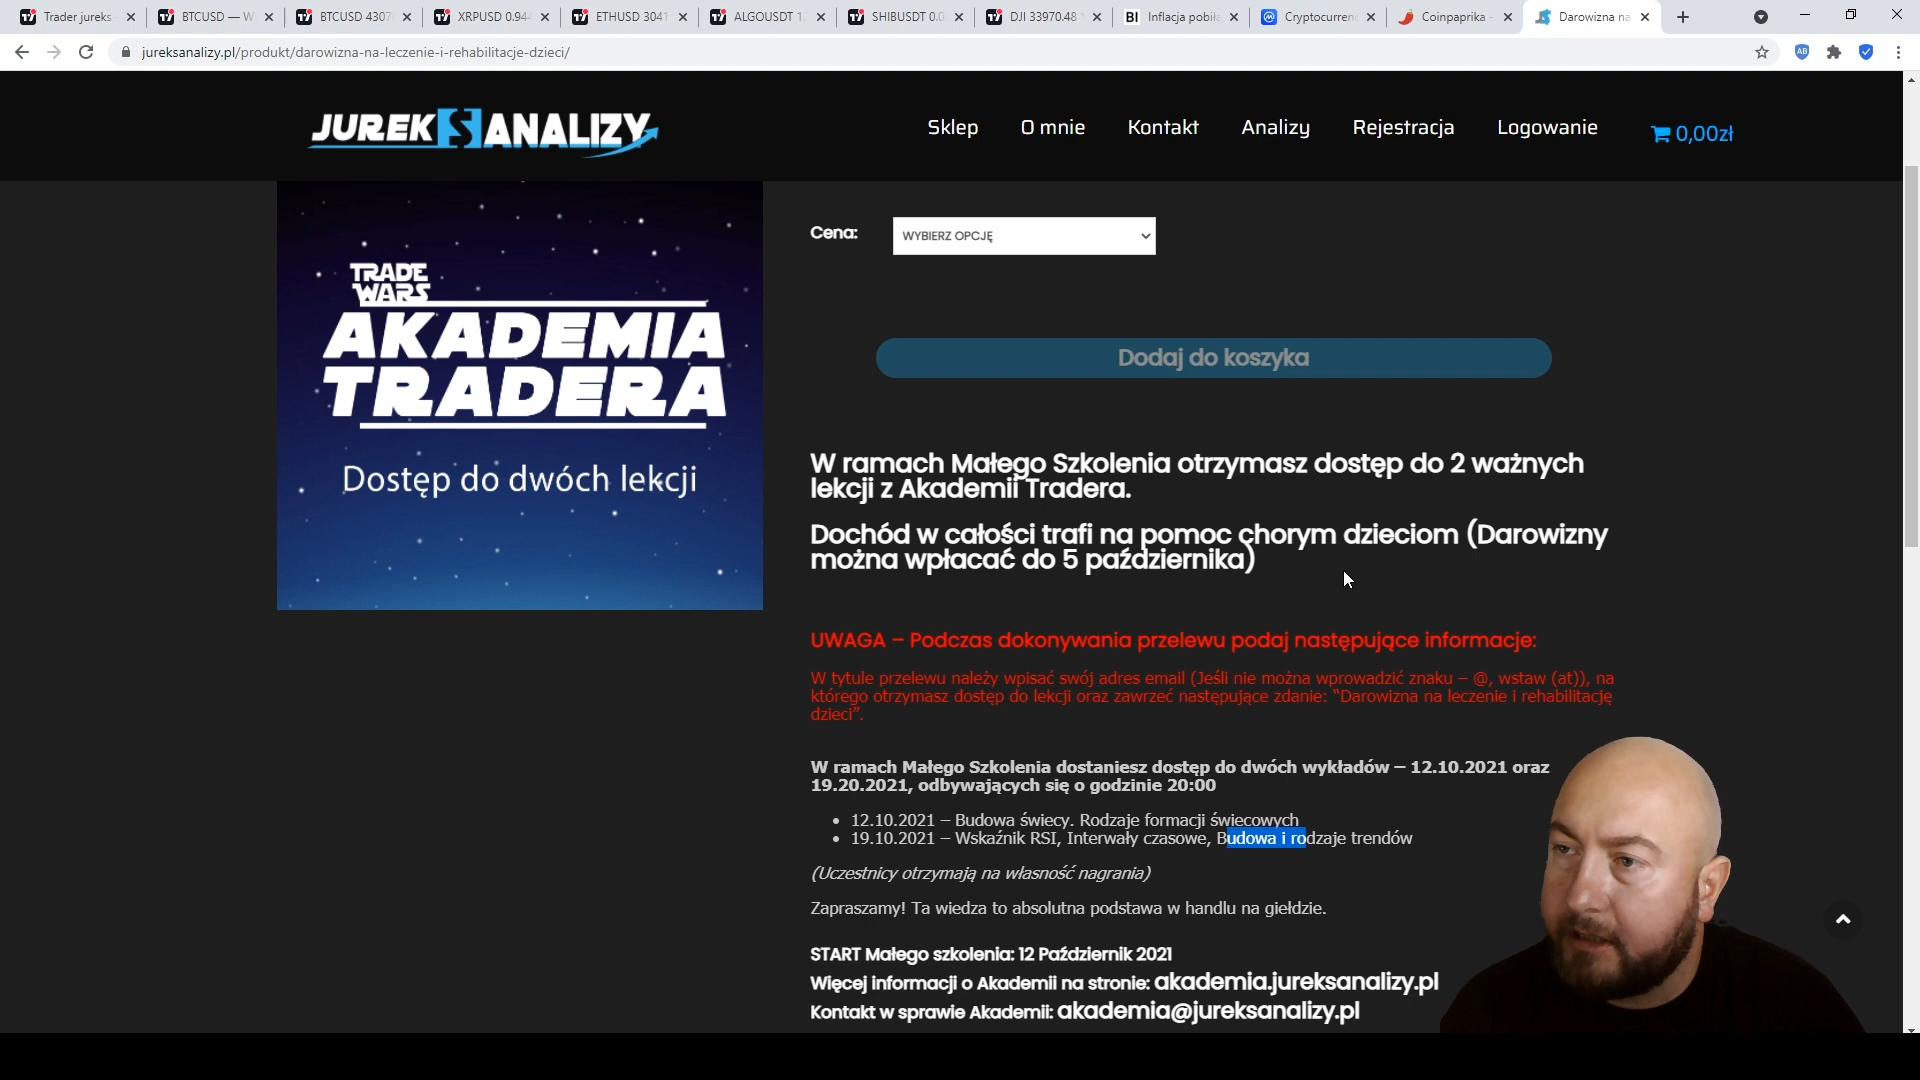 Trader jureks
BTCUSD — W
BTCUSD 4307
XRPUSD 0.94
ETHUSD 3041
ALGOUSDT 1.
SHIBUSDT 0.0
DJI 33970.48
Inflacja pobiła
Cryptocurren
Coinpaprika -
Darowizna na
jureksanalizy.pl/produkt/darowizna-na-leczenie-i-rehabilitacje-dzieci/
JUREKSANALIZY
Sklep
O mnie
Kontakt
Analizy
Rejestracja
Logowanie
0,00zł
TRADE
WARS
AKADEMIA
TRADERA
Dostęp do dwóch lekcji
Cena:
WYBIERZ OPCJĘ
Dodaj do koszyka
W ramach Małego Szkolenia otrzymasz dostęp do 2 ważnych
lekcji z Akademii Tradera.
Dochód w całości trafi na pomoc chorym dzieciom (Darowizny
można wpłacać do 5 października)
UWAGA – Podczas dokonywania przelewu podaj następujące informacje:
W tytule przelewu należy wpisać swój adres email (Jeśli nie można wprowadzić znaku – @, wstaw (at)), na
którego otrzymasz dostęp do lekcji oraz zawrzeć następujące zdanie: “Darowizna na leczenie i rehabilitację
dzieci”.
W ramach Małego Szkolenia dostaniesz dostęp do dwóch wykładów – 12.10.2021 oraz
19.20.2021, odbywających się o godzinie 20:00
• 12.10.2021 – Budowa świecy. Rodzaje formacji świecowych
• 19.10.2021 – Wskaźnik RSI, Interwały czasowe, Budowa i rodzaje trendów
(Uczestnicy otrzymają na własność nagrania)
Zapraszamy! Ta wiedza to absolutna podstawa w handlu na giełdzie.
START Małego szkolenia: 12 Październik 2021
Więcej informacji o Akademii na stronie: akademia.jureksanalizy.pl
Kontakt w sprawie Akademii: akademia@jureksanalizy.pl